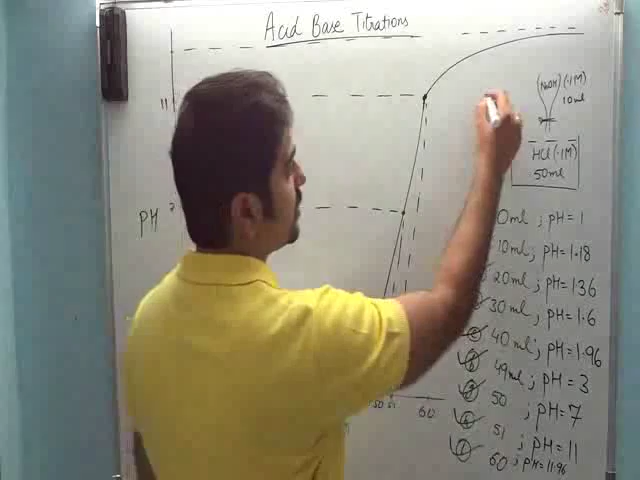 Acid Base Titrations
(NaOH) (.1M)
10ml
11
HCl (.1M)
50ml
PH
0ml ; pH = 1
10ml ; pH = 1.18
20ml ; pH = 1.36
30ml ; pH = 1.6
40ml ; pH = 1.96
49ml ; pH = 3
50 ; pH = 7
51 ; pH = 11
60 ; pH = 11.96
50 51 60